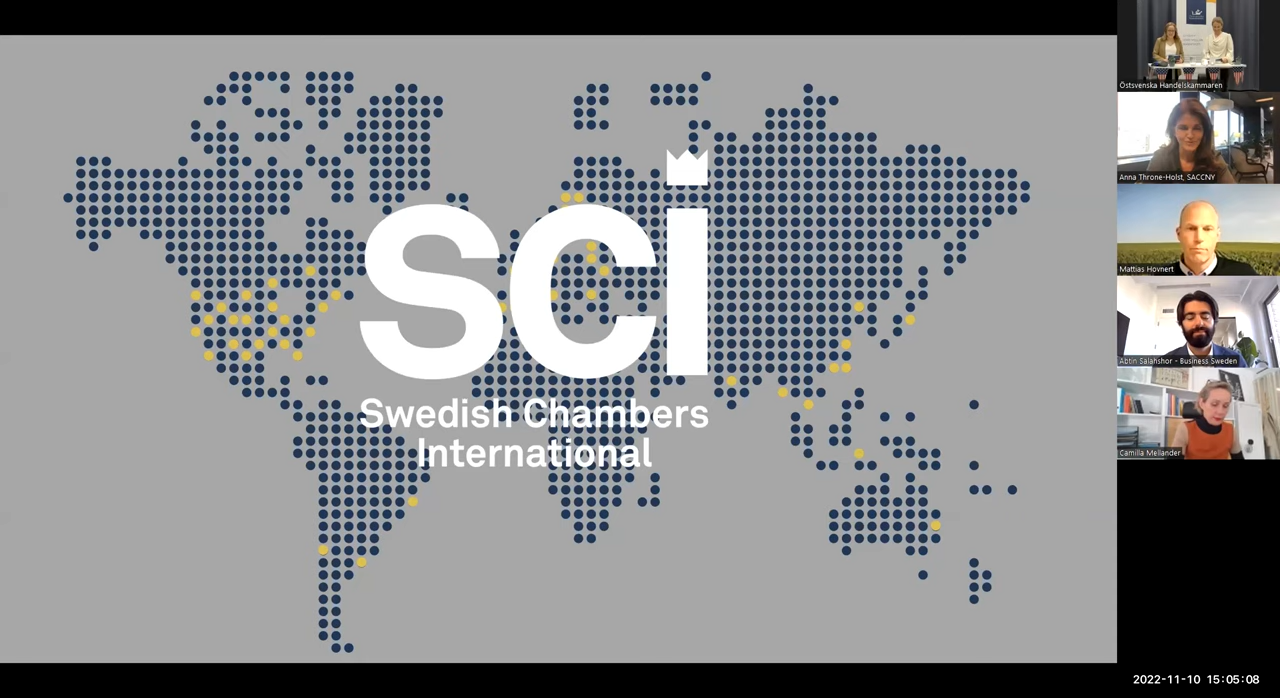 SCI
Swedish Chambers
International
Östsvenska Handelskammaren
Anna Throne-Holst, SACCNY
Mattias Hovnert
Abtin Salahshor - Business Sweden
Camilla Mellander
2022-11-10 15:05:08